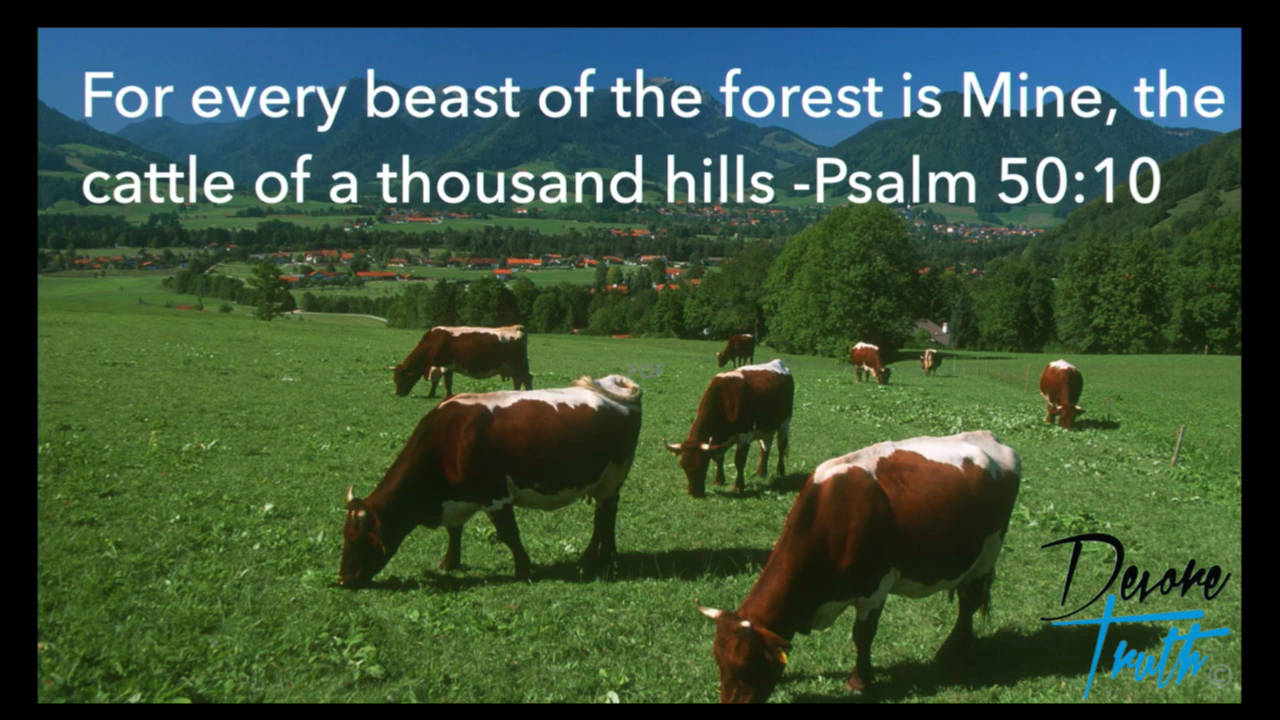 For every beast of the forest is Mine, the
cattle of a thousand hills -Psalm 50:10
Devore
Truth
©